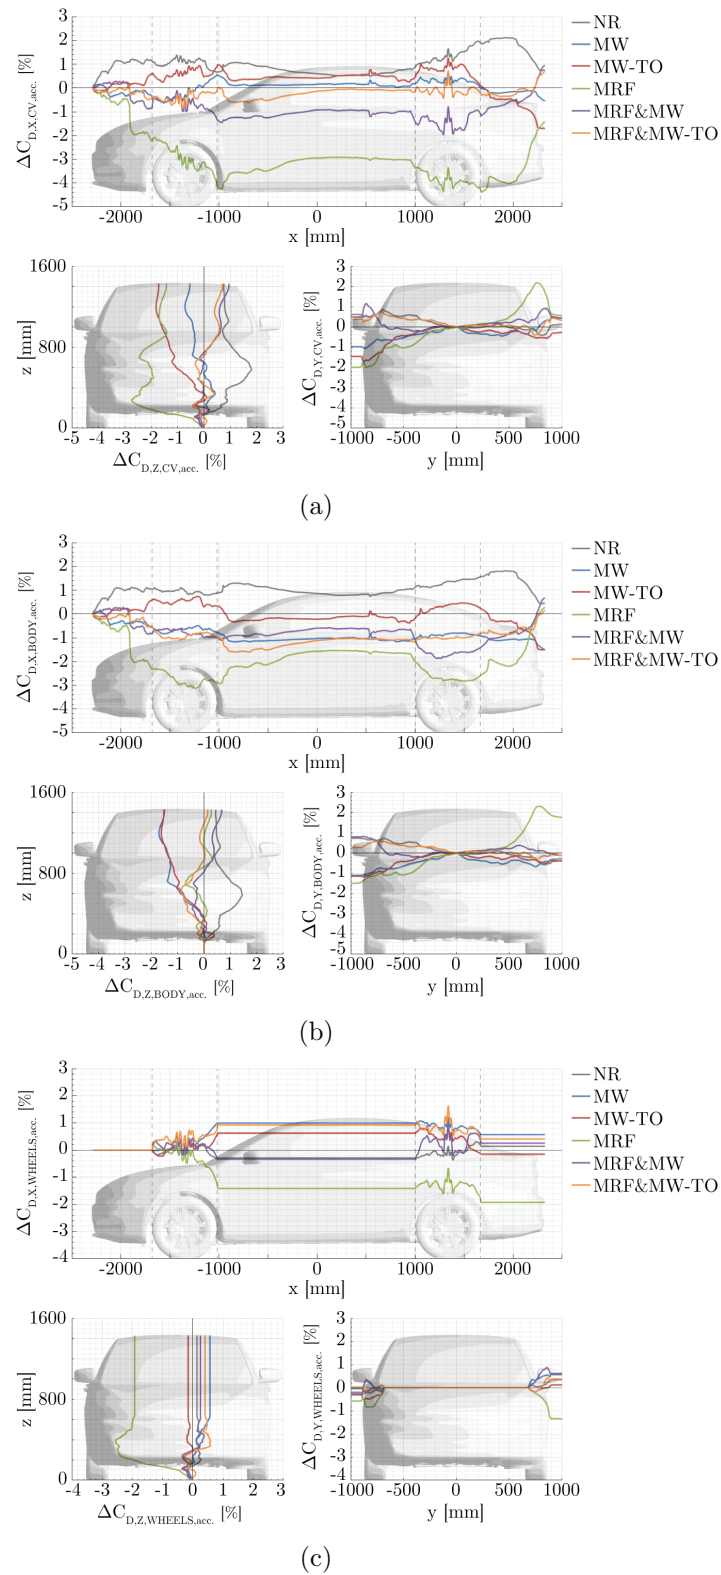 3
2
1
0
-1
-2
-3
-4
-5
ΔC_D,X,CV,acc. [%]
-2000 -1000 0 1000 2000
x [mm]
NR
MW
MW-TO
MRF
MRF&MW
MRF&MW-TO
1600
800
0
z [mm]
-5 -4 -3 -2 -1 0 1 2 3
ΔC_D,Z,CV,acc. [%]
3
2
1
0
-1
-2
-3
-4
-5
ΔC_D,Y,CV,acc. [%]
-1000 -500 0 500 1000
y [mm]
(a)
3
2
1
0
-1
-2
-3
-4
-5
ΔC_D,X,BODY,acc. [%]
-2000 -1000 0 1000 2000
x [mm]
NR
MW
MW-TO
MRF
MRF&MW
MRF&MW-TO
1600
800
0
z [mm]
-5 -4 -3 -2 -1 0 1 2 3
ΔC_D,Z,BODY,acc. [%]
3
2
1
0
-1
-2
-3
-4
-5
ΔC_D,Y,BODY,acc. [%]
-1000 -500 0 500 1000
y [mm]
(b)
3
2
1
0
-1
-2
-3
-4
ΔC_D,X,WHEELS,acc. [%]
-2000 -1000 0 1000 2000
x [mm]
NR
MW
MW-TO
MRF
MRF&MW
MRF&MW-TO
1600
800
0
z [mm]
-4 -3 -2 -1 0 1 2 3
ΔC_D,Z,WHEELS,acc. [%]
3
2
1
0
-1
-2
-3
-4
ΔC_D,Y,WHEELS,acc. [%]
-1000 -500 0 500 1000
y [mm]
(c)